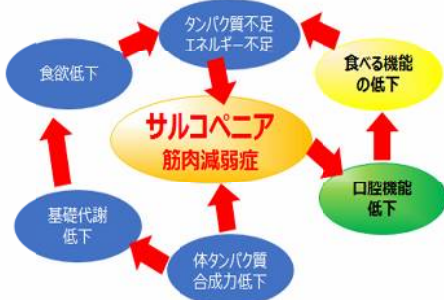 タンパク質不足
エネルギー不足
食欲低下
食べる機能
の低下
サルコペニア
筋肉減弱症
基礎代謝
低下
口腔機能
低下
体タンパク質
合成力低下